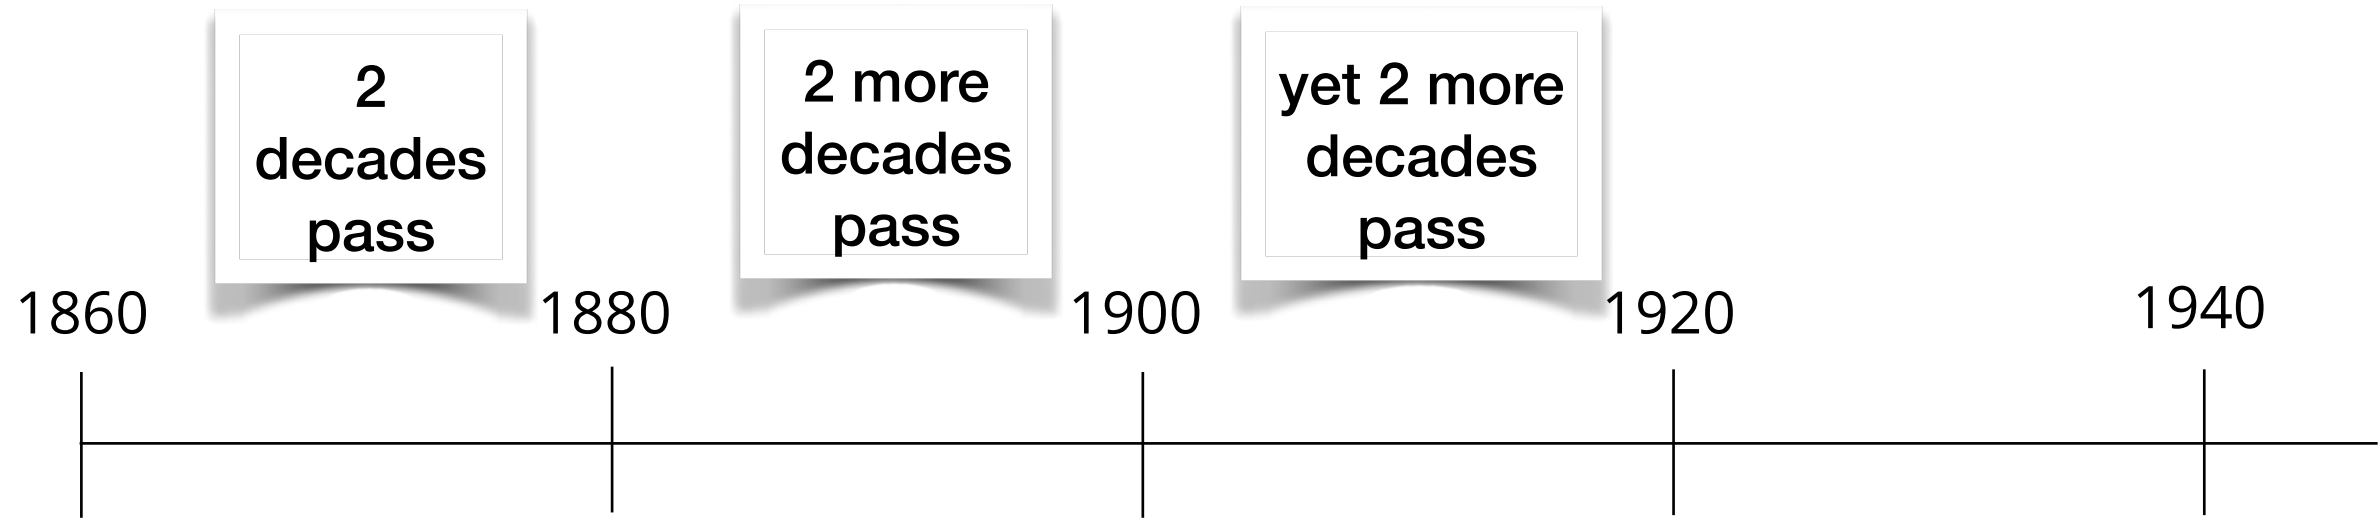 2
decades
pass
2 more
decades
pass
yet 2 more
decades
pass
1860
1880
1900
1920
1940